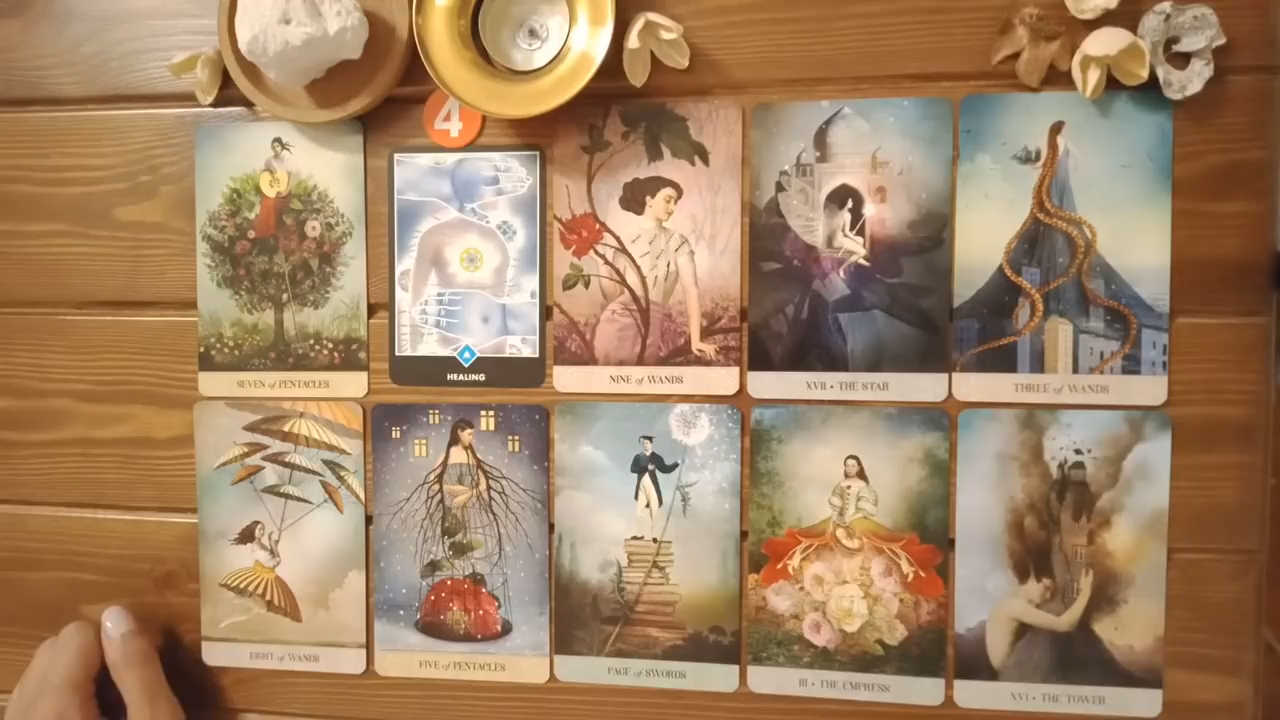 4
SEVEN of PENTACLES
HEALING
NINE of WANDS
XVII • THE STAR
THREE of WANDS
EIGHT of WANDS
FIVE of PENTACLES
PAGE of SWORDS
III • THE EMPRESS
XVI • THE TOWER